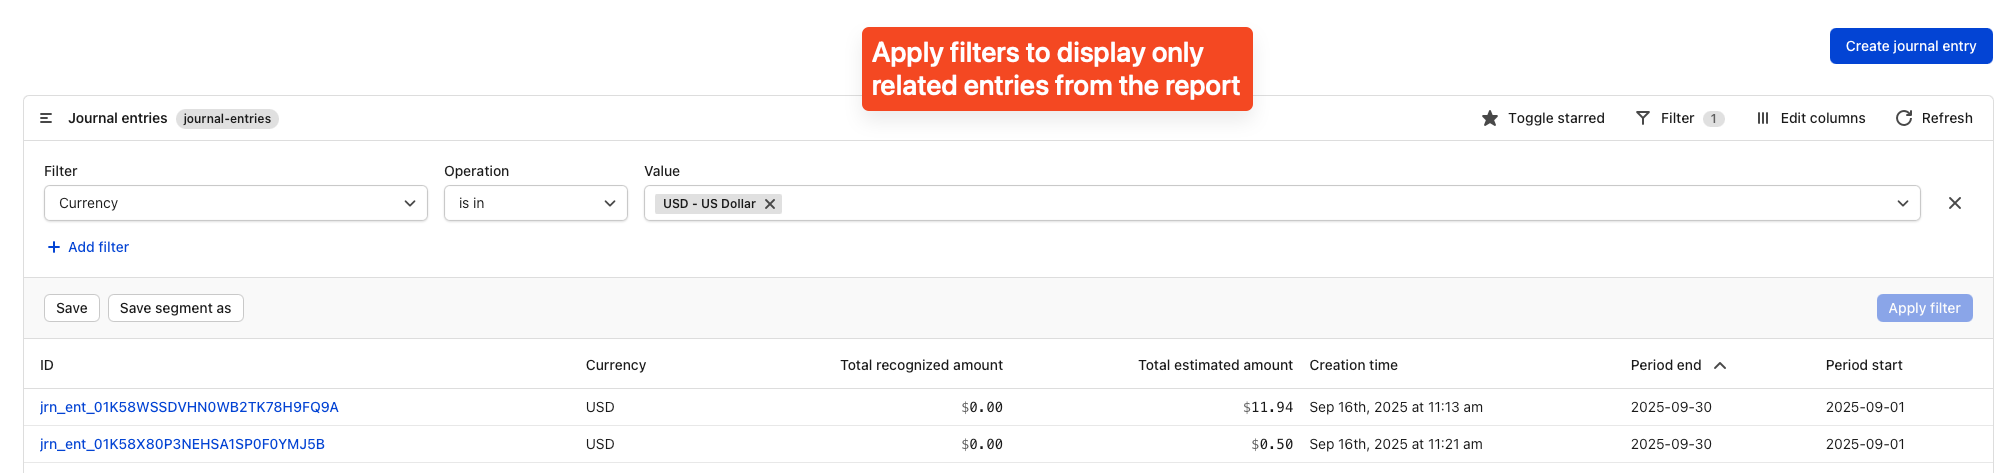 Apply filters to display only
related entries from the report
Create journal entry
Journal entries journal-entries Toggle starred Filter 1 Edit columns Refresh
Filter Operation Value
Currency is in USD - US Dollar
Add filter
Save Save segment as Apply filter
ID Currency Total recognized amount Total estimated amount Creation time Period end Period start
jrn_ent_01K58WSSDVHN0WB2TK78H9FQ9A USD $0.00 $11.94 Sep 16th, 2025 at 11:13 am 2025-09-30 2025-09-01
jrn_ent_01K58X80P3NEHSA1SP0F0YMJ5B USD $0.00 $0.50 Sep 16th, 2025 at 11:21 am 2025-09-30 2025-09-01